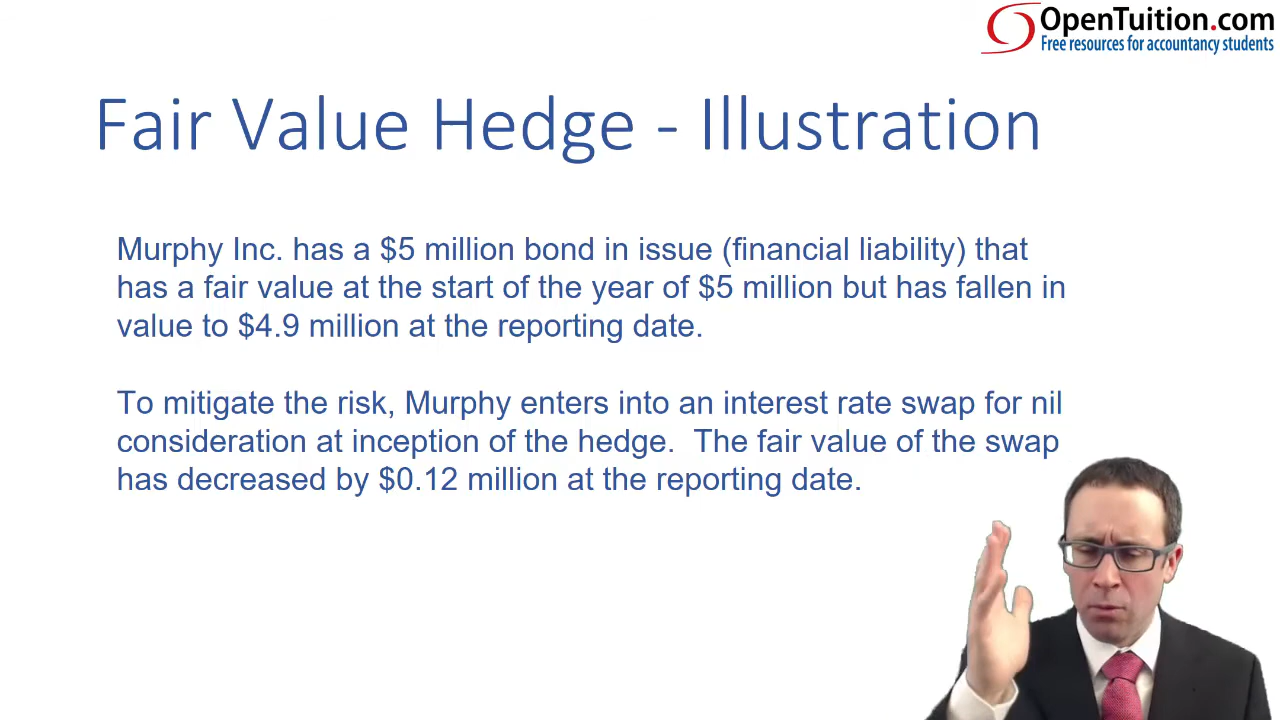 OpenTuition.com
Free resources for accountancy students
Fair Value Hedge - Illustration
Murphy Inc. has a $5 million bond in issue (financial liability) that
has a fair value at the start of the year of $5 million but has fallen in
value to $4.9 million at the reporting date.
To mitigate the risk, Murphy enters into an interest rate swap for nil
consideration at inception of the hedge.  The fair value of the swap
has decreased by $0.12 million at the reporting date.